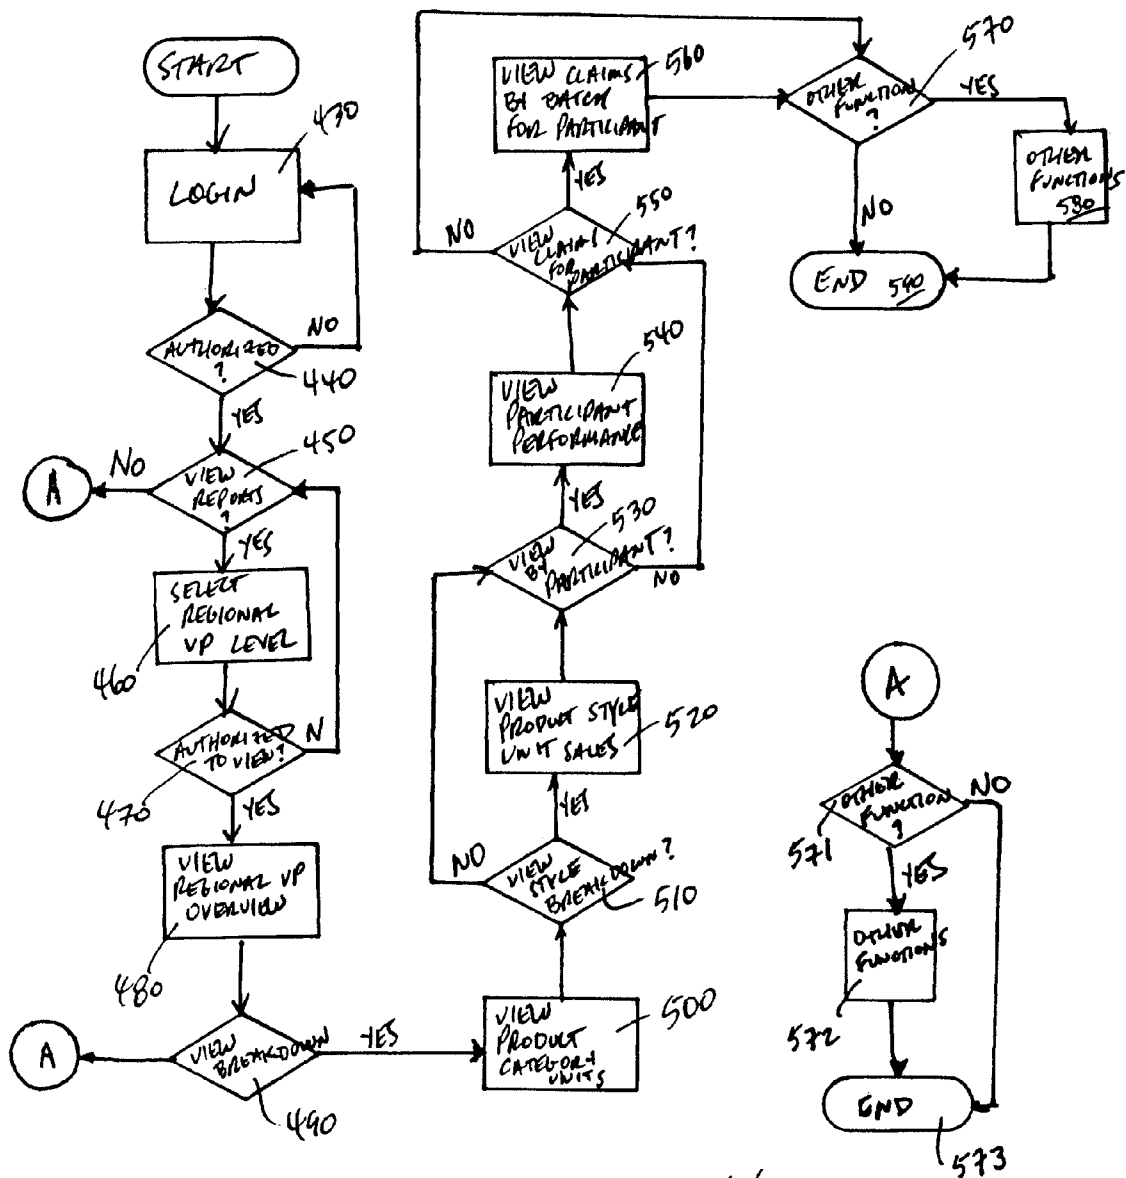 START
430
LOGIN
NO
AUTHORIZED
?
440
YES
450
A
NO
VIEW
REPORTS
?
YES
SELECT
REGIONAL
VP LEVEL
460
AUTHORIZED
TO VIEW?
N
470
YES
VIEW
REGIONAL VP
OVERVIEW
480
A
VIEW
BREAKDOWN
YES
490
VIEW
PRODUCT
CATEGORY
UNITS
500
VIEW
STYLE
BREAKDOWN?
NO
510
YES
VIEW
PRODUCT STYLE
UNIT SALES
520
VIEW
BY
PARTICIPANT?
530
NO
YES
VIEW
PARTICIPANT
PERFORMANCE
540
VIEW
CLAIMS
FOR
PARTICIPANT?
550
NO
YES
VIEW CLAIMS
BY BATCH
FOR PARTICIPANT
560
OTHER
FUNCTION
?
570
YES
NO
OTHER
FUNCTIONS
580
END 590
A
OTHER
FUNCTION
?
NO
571
YES
OTHER
FUNCTIONS
572
END
573